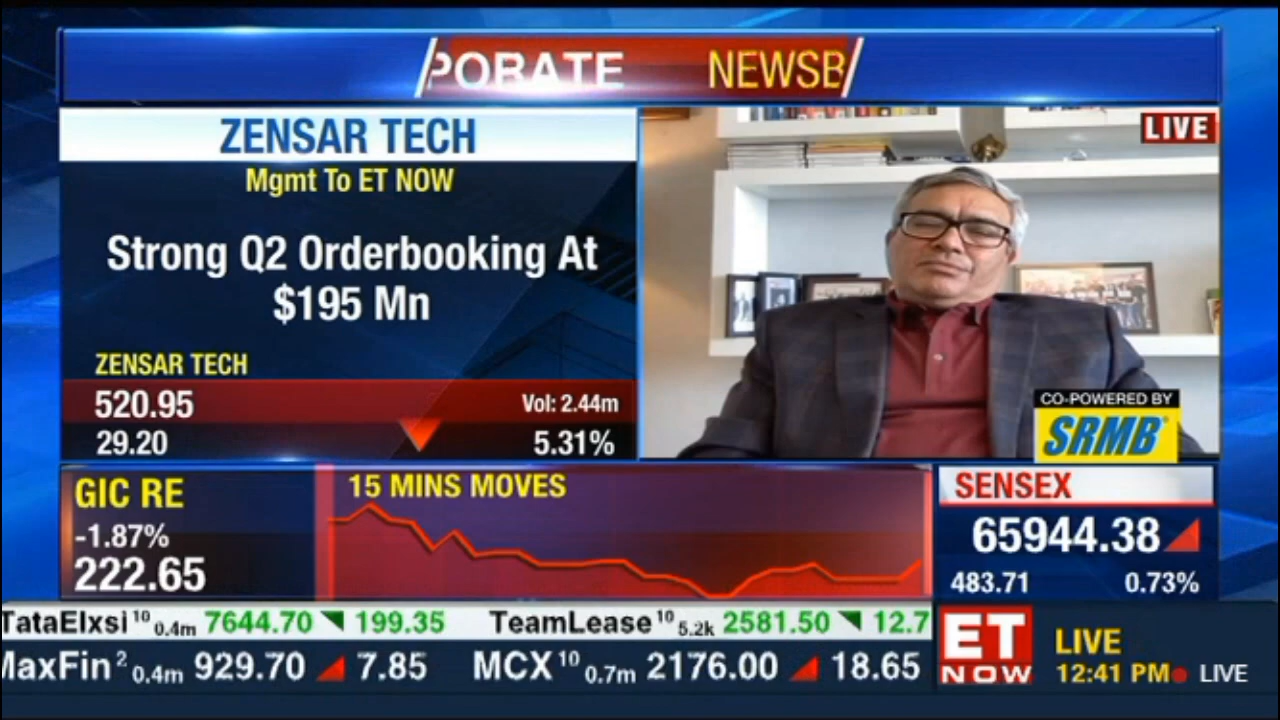 PORATE NEWSB
ZENSAR TECH
Mgmt To ET NOW
Strong Q2 Orderbooking At
$195 Mn
ZENSAR TECH
520.95 Vol: 2.44m
29.20 5.31%
LIVE
CO-POWERED BY
SRMB
GIC RE
-1.87%
222.65
15 MINS MOVES
SENSEX
65944.38
483.71 0.73%
TataElxsi 10 0.4m 7644.70 199.35 TeamLease 10 5.2k 2581.50 12.7
MaxFin 2 0.4m 929.70 7.85 MCX 10 0.7m 2176.00 18.65
ET
NOW
LIVE
12:41 PM LIVE